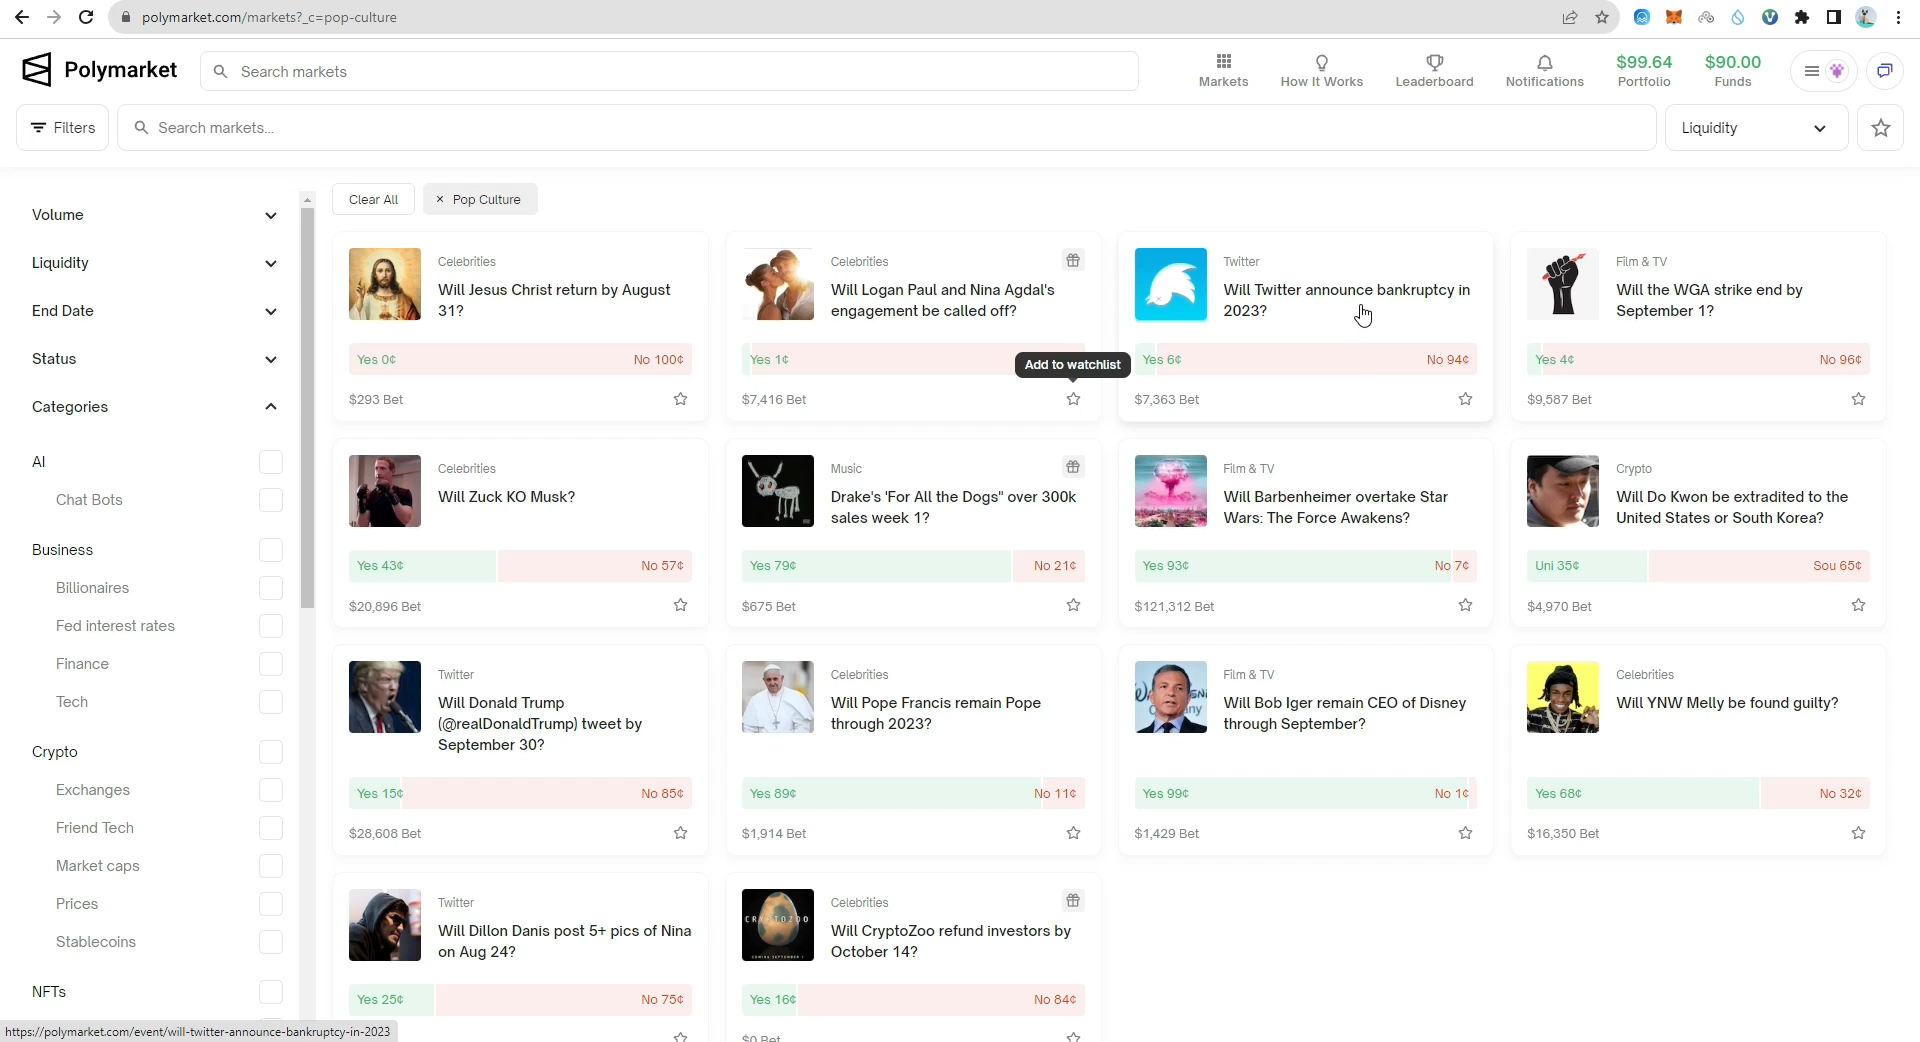 polymarket.com/markets?_c=pop-culture
Polymarket
Search markets
Markets
How It Works
Leaderboard
Notifications
$99.64
Portfolio
$90.00
Funds
Filters
Search markets...
Liquidity
Volume
Liquidity
End Date
Status
Categories
AI
Chat Bots
Business
Billionaires
Fed interest rates
Finance
Tech
Crypto
Exchanges
Friend Tech
Market caps
Prices
Stablecoins
NFTs
Clear All
× Pop Culture
Celebrities
Will Jesus Christ return by August
31?
Yes 0¢
No 100¢
$293 Bet
Celebrities
Will Logan Paul and Nina Agdal's
engagement be called off?
Yes 1¢
Add to watchlist
$7,416 Bet
Twitter
Will Twitter announce bankruptcy in
2023?
Yes 6¢
No 94¢
$7,363 Bet
Film & TV
Will the WGA strike end by
September 1?
Yes 4¢
No 96¢
$9,587 Bet
Celebrities
Will Zuck KO Musk?
Yes 43¢
No 57¢
$20,896 Bet
Music
Drake's 'For All the Dogs" over 300k
sales week 1?
Yes 79¢
No 21¢
$675 Bet
Film & TV
Will Barbenheimer overtake Star
Wars: The Force Awakens?
Yes 93¢
No 7¢
$121,312 Bet
Crypto
Will Do Kwon be extradited to the
United States or South Korea?
Uni 35¢
Sou 65¢
$4,970 Bet
Twitter
Will Donald Trump
(@realDonaldTrump) tweet by
September 30?
Yes 15¢
No 85¢
$28,608 Bet
Celebrities
Will Pope Francis remain Pope
through 2023?
Yes 89¢
No 11¢
$1,914 Bet
Film & TV
Will Bob Iger remain CEO of Disney
through September?
Yes 99¢
No 1¢
$1,429 Bet
Celebrities
Will YNW Melly be found guilty?
Yes 68¢
No 32¢
$16,350 Bet
Twitter
Will Dillon Danis post 5+ pics of Nina
on Aug 24?
Yes 25¢
No 75¢
CRYPTOZOO
Celebrities
Will CryptoZoo refund investors by
October 14?
Yes 16¢
No 84¢
$0 Bet
https://polymarket.com/event/will-twitter-announce-bankruptcy-in-2023